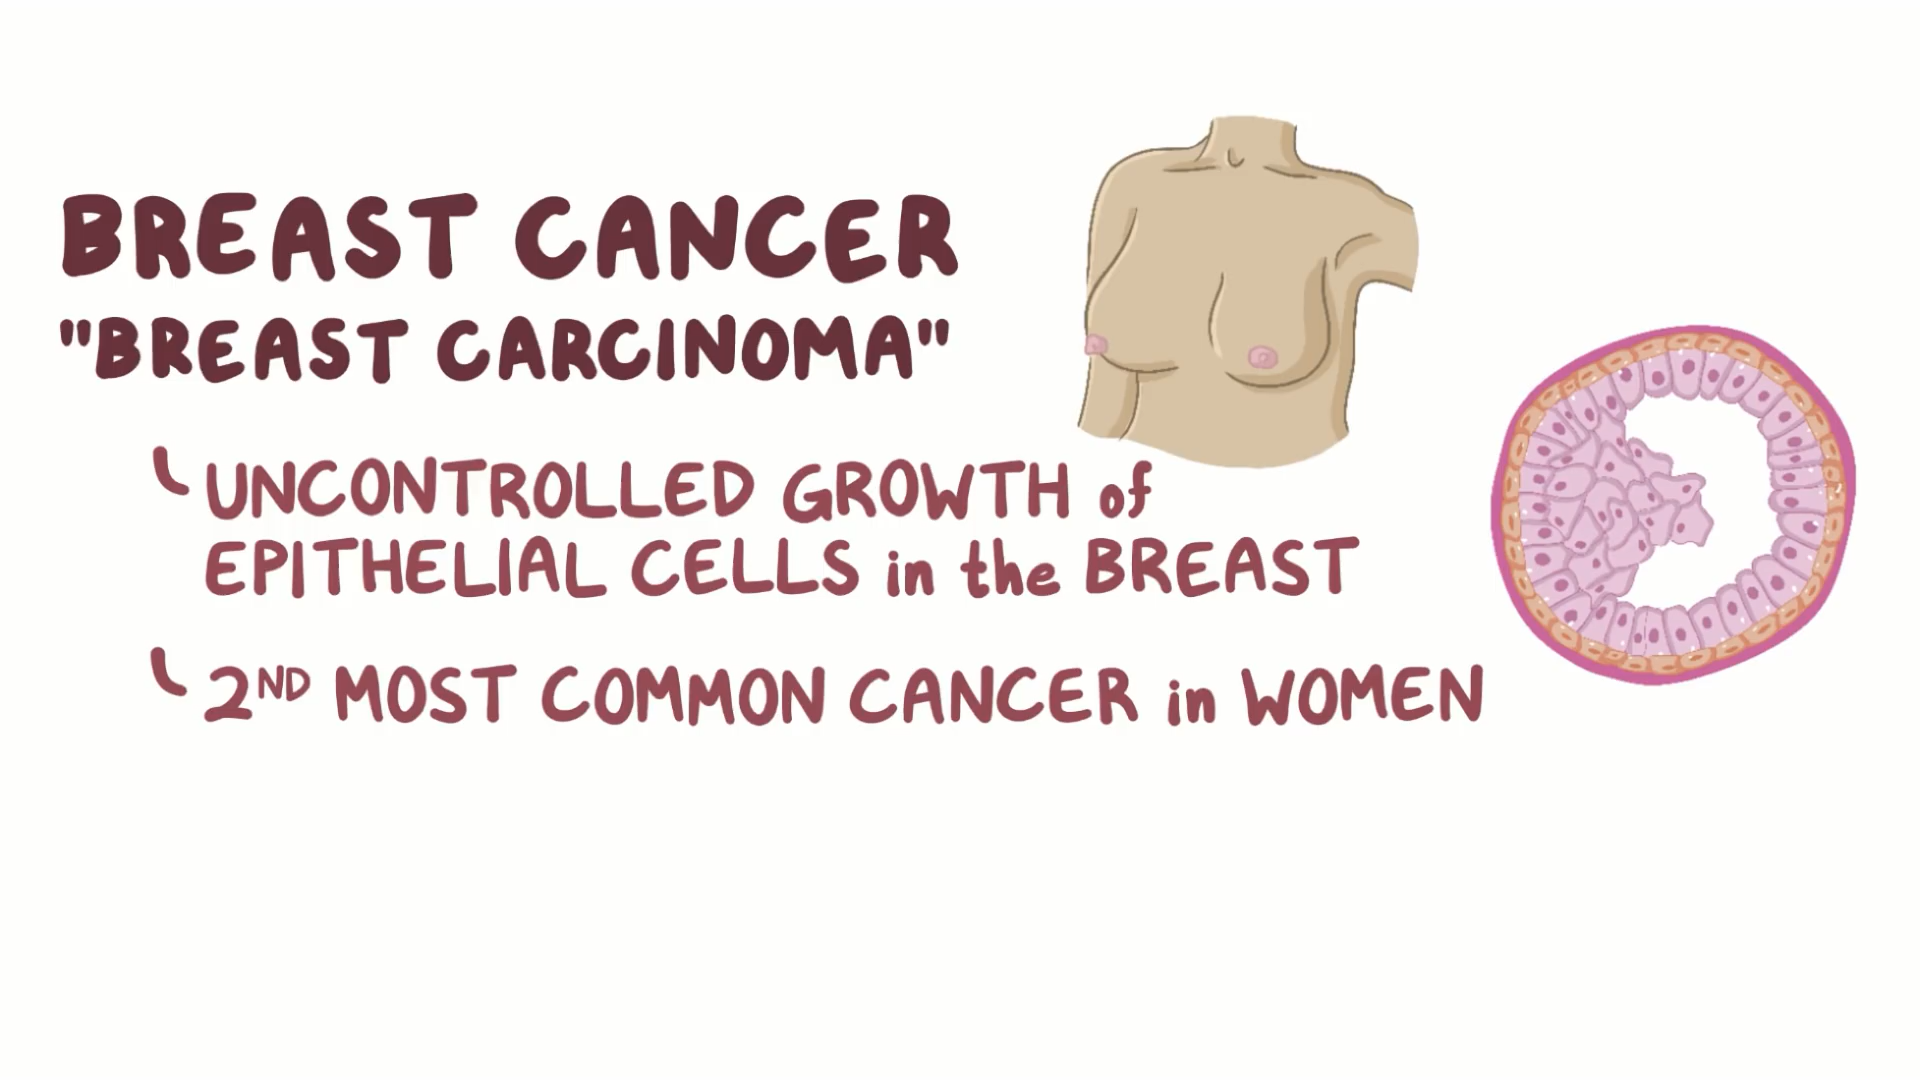 BREAST CANCER
"BREAST CARCINOMA"
UNCONTROLLED GROWTH of
EPITHELIAL CELLS in the BREAST
2ND MOST COMMON CANCER in WOMEN